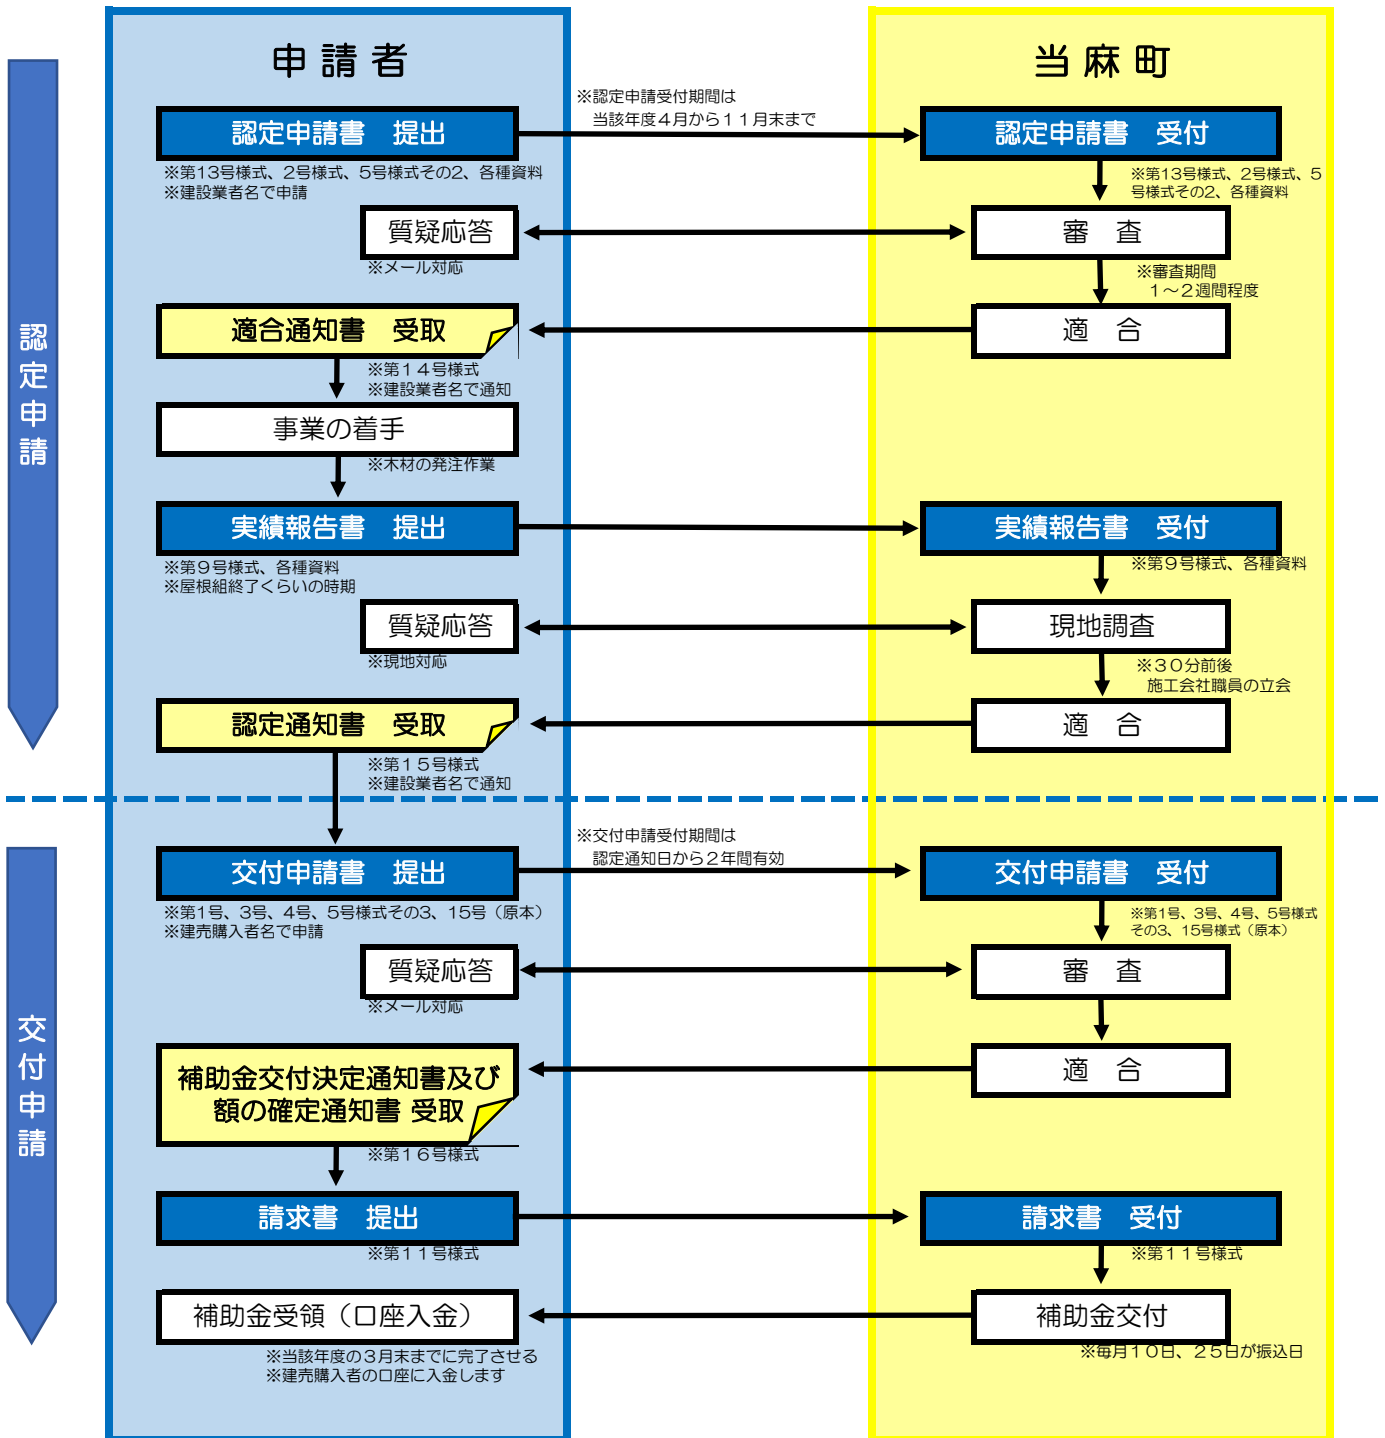 申請者
当麻町
認定申請
※認定申請受付期間は
当該年度４月から１１月末まで
認定申請書　提出
認定申請書　受付
※第13号様式、2号様式、5号様式その2、各種資料
※建設業者名で申請
※第13号様式、2号様式、5
号様式その2、各種資料
質疑応答
審　査
※メール対応
※審査期間
１～２週間程度
適合通知書　受取
適　合
※第１４号様式
※建設業者名で通知
事業の着手
※木材の発注作業
実績報告書　提出
実績報告書　受付
※第９号様式、各種資料
※屋根組終了くらいの時期
※第９号様式、各種資料
質疑応答
現地調査
※現地対応
※３０分前後
施工会社職員の立会
認定通知書　受取
適　合
※第１５号様式
※建設業者名で通知
交付申請
※交付申請受付期間は
認定通知日から２年間有効
交付申請書　提出
交付申請書　受付
※第1号、3号、4号、5号様式その3、15号（原本）
※建売購入者名で申請
※第1号、3号、4号、5号様式
その3、15号様式（原本）
質疑応答
審　査
※メール対応
補助金交付決定通知書及び
額の確定通知書 受取
適　合
※第１６号様式
請求書　提出
請求書　受付
※第１１号様式
※第１１号様式
補助金受領（口座入金）
補助金交付
※当該年度の３月末までに完了させる
※建売購入者の口座に入金します
※毎月１０日、２５日が振込日